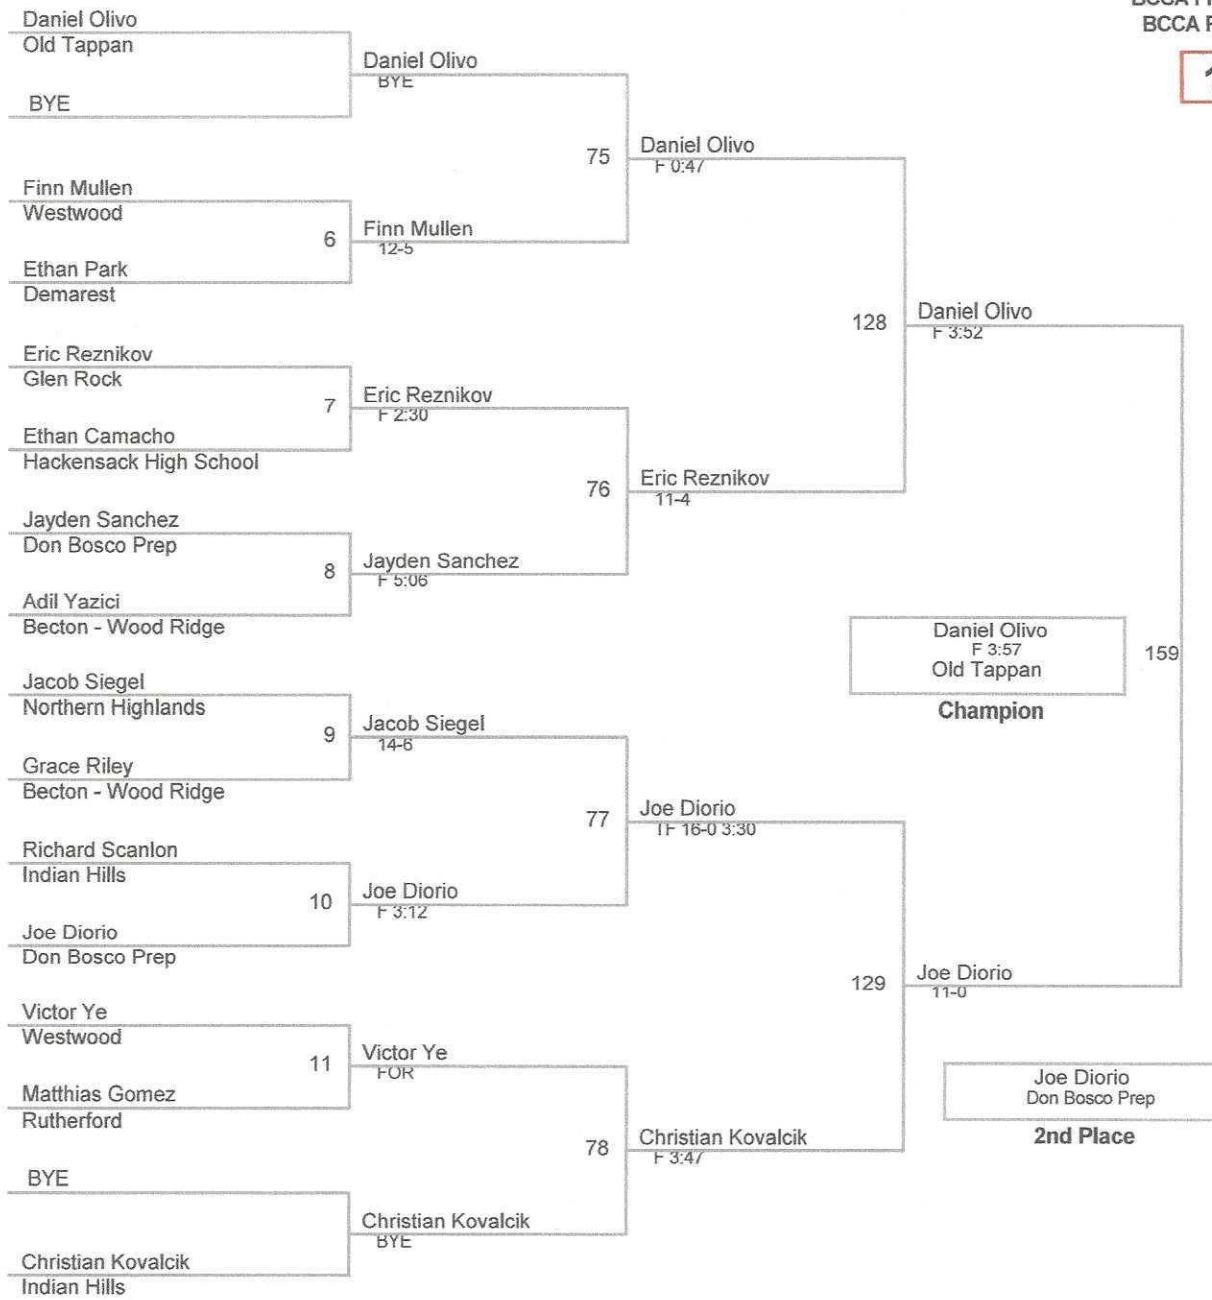 BCCA F
Daniel Olivo
Old Tappan
BYE
Finn Mullen
Westwood
6
Ethan Park
Demarest
Eric Reznikov
Glen Rock
7
Ethan Camacho
Hackensack High School
Jayden Sanchez
Don Bosco Prep
8
Adil Yazici
Becton - Wood Ridge
Jacob Siegel
Northern Highlands
9
Grace Riley
Becton - Wood Ridge
Richard Scanlon
Indian Hills
10
Joe Diorio
Don Bosco Prep
Victor Ye
Westwood
11
Matthias Gomez
Rutherford
BYE
Christian Kovalcik
Indian Hills
Daniel Olivo
BYE
75
Finn Mullen
12-5
Eric Reznikov
F 2:30
76
Jayden Sanchez
F 5:06
Jacob Siegel
14-6
77
Joe Diorio
F 3:12
Victor Ye
FOR
78
Christian Kovalcik
BYE
Daniel Olivo
F 0:47
128
Eric Reznikov
11-4
Joe Diorio
TF 16-0 3:30
129
Christian Kovalcik
F 3:47
Daniel Olivo
F 3:52
159
Joe Diorio
11-0
Daniel Olivo
F 3:57
Old Tappan
Champion
Joe Diorio
Don Bosco Prep
2nd Place